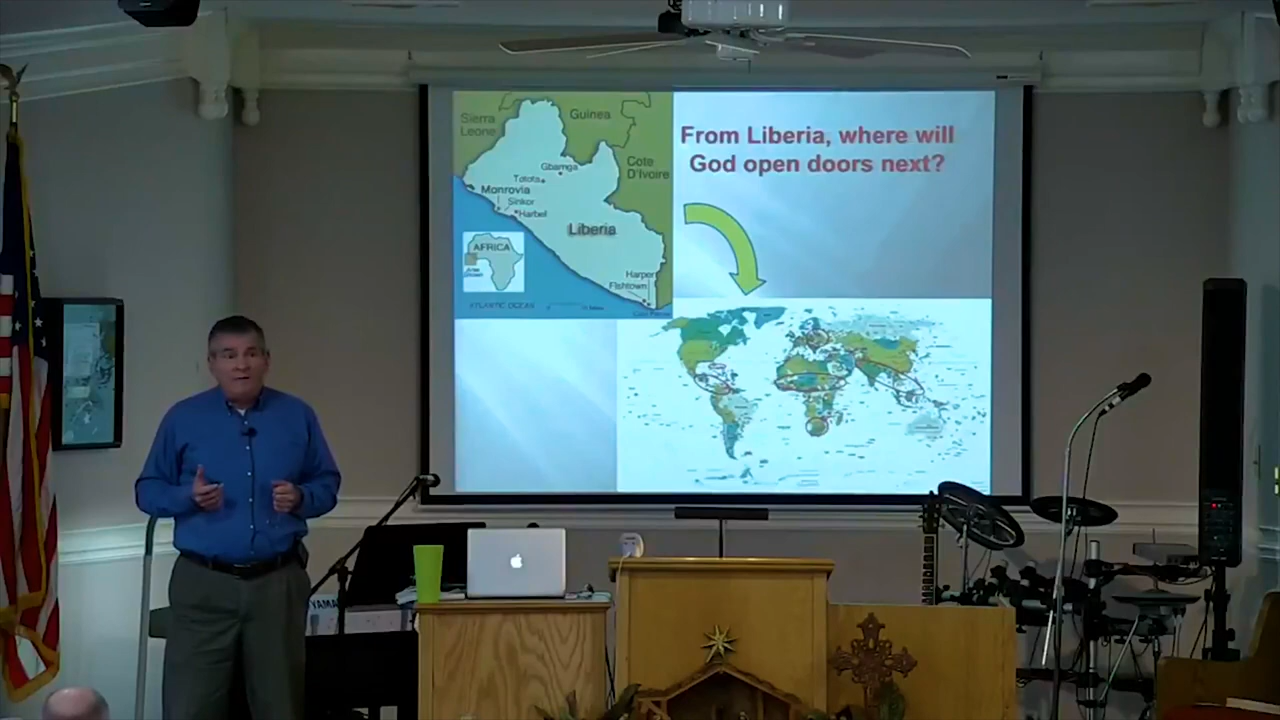 From Liberia, where will
God open doors next?
Sierra
Leone
Guinea
Cote
D'Ivoire
Gbarnga
Totota
Monrovia
Sinkor
Harbel
Liberia
AFRICA
Harper
Fishtown
ATLANTIC OCEAN
YAMA